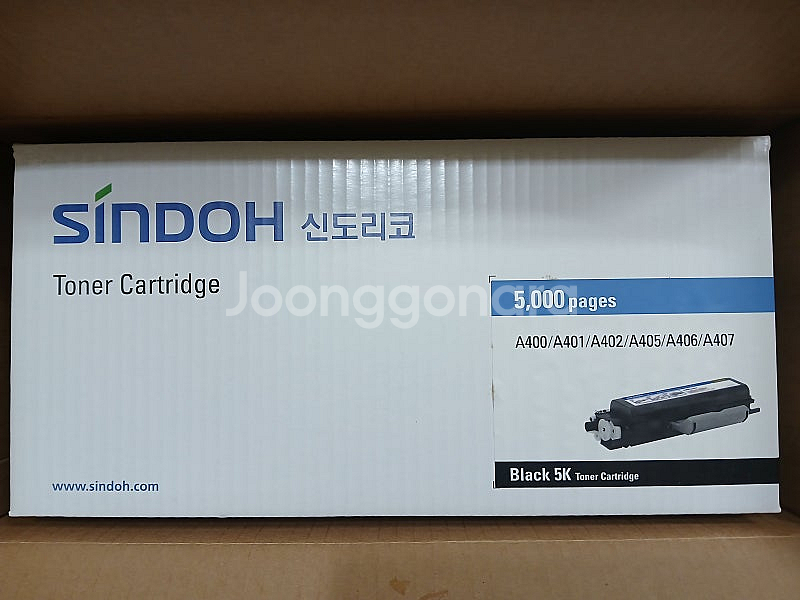 SINDOH 신도리코
Toner Cartridge
Joonggonara
5,000 pages
A400/A401/A402/A405/A406/A407
Black 5K Toner Cartridge
www.sindoh.com